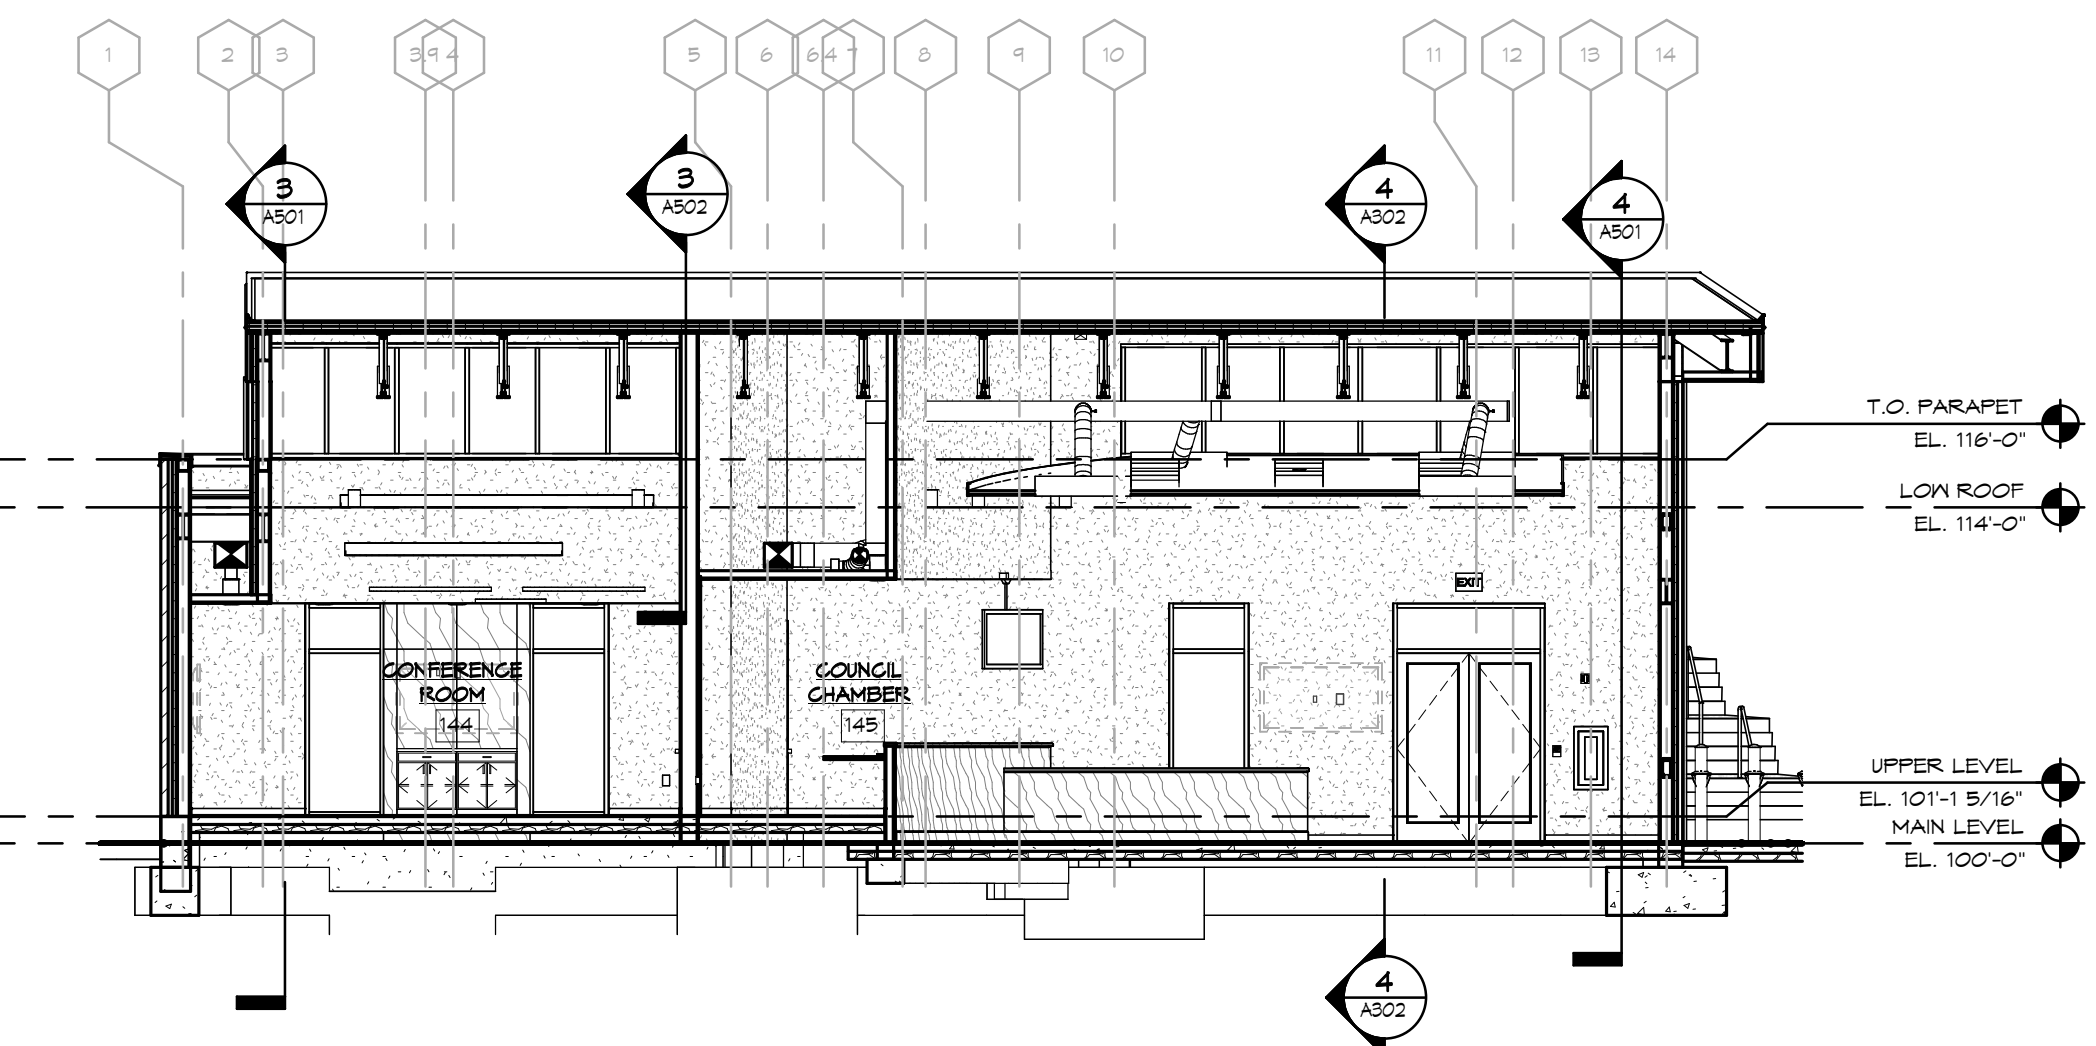 1 2 3 3.9 4 5 6 6.4 7 8 9 10 11 12 13 14
3
A501
3
A502
4
A302
4
A501
T.O. PARAPET
EL. 116'-0"
LOW ROOF
EL. 114'-0"
EXIT
CONFERENCE
ROOM
144
COUNCIL
CHAMBER
145
UPPER LEVEL
EL. 101'-1 5/16"
MAIN LEVEL
EL. 100'-0"
4
A302